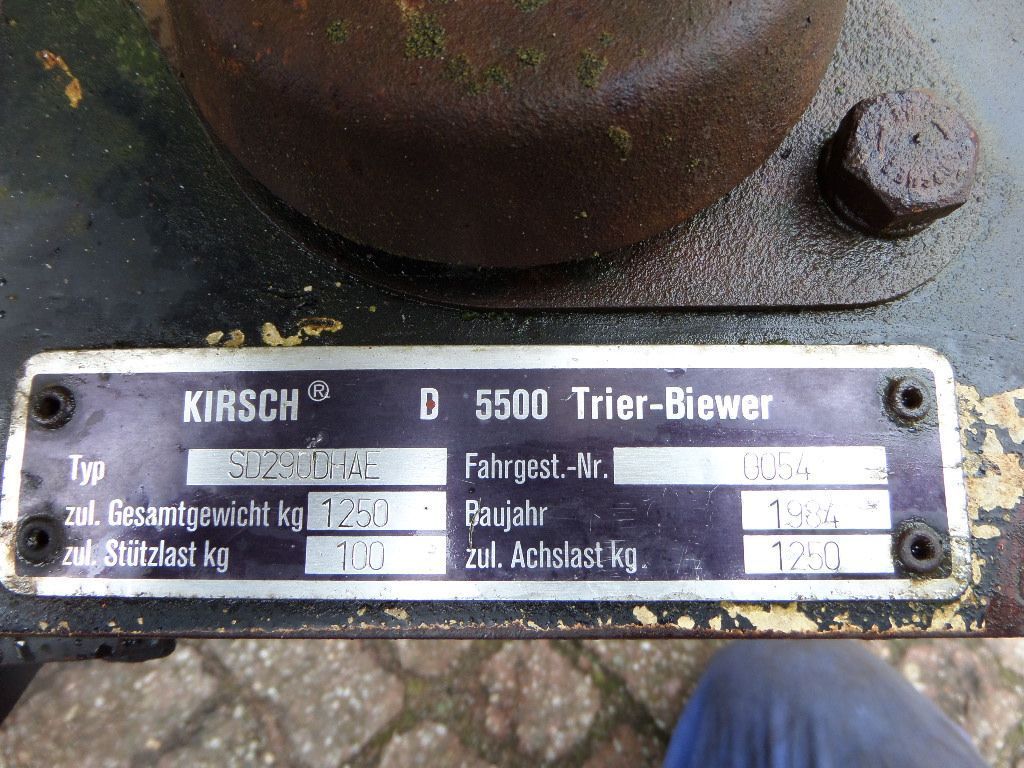 KIRSCH® D 5500 Trier-Biewer
Typ SD290DHAE Fahrgest.-Nr. 0054
zul. Gesamtgewicht kg 1250 Baujahr 1984
zul. Stützlast kg 100 zul. Achslast kg 1250